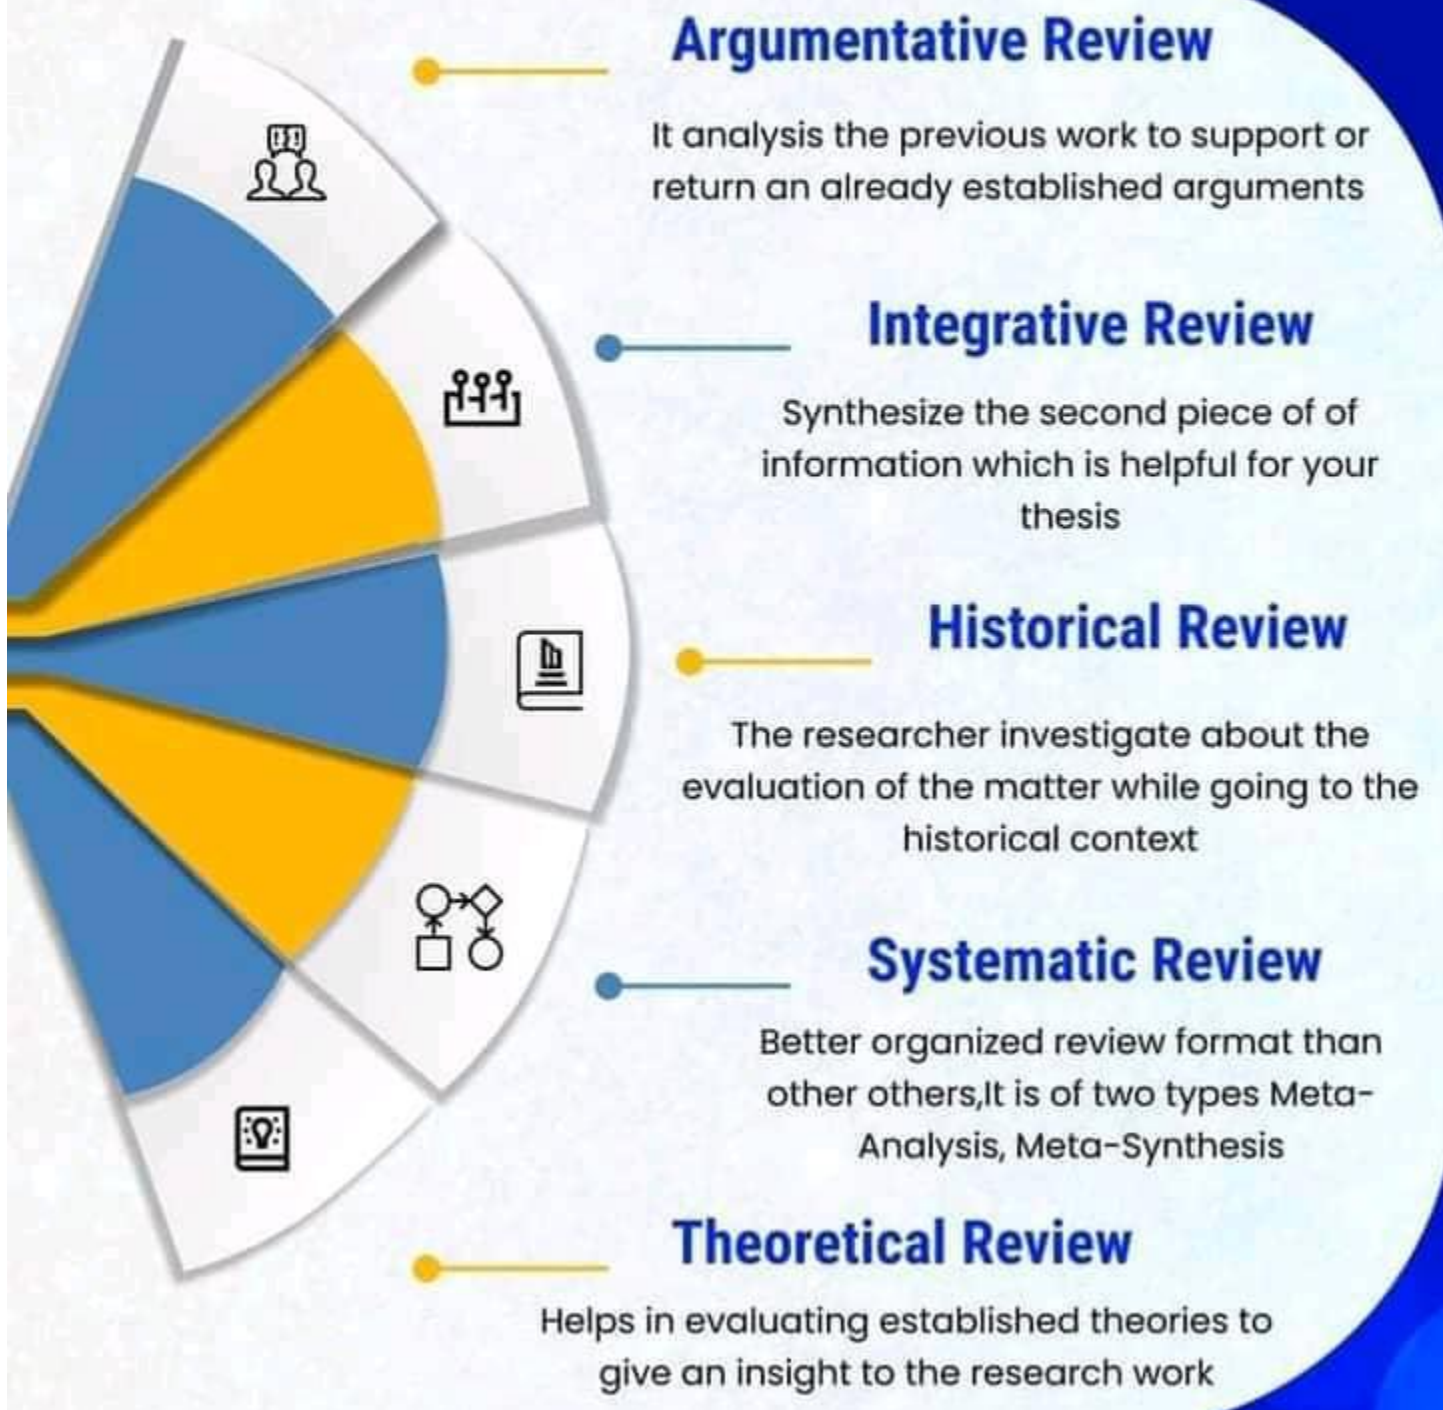 Argumentative Review
It analysis the previous work to support or
return an already established arguments
Integrative Review
Synthesize the second piece of of
information which is helpful for your
thesis
Historical Review
The researcher investigate about the
evaluation of the matter while going to the
historical context
Systematic Review
Better organized review format than
other others,It is of two types Meta-
Analysis, Meta-Synthesis
Theoretical Review
Helps in evaluating established theories to
give an insight to the research work